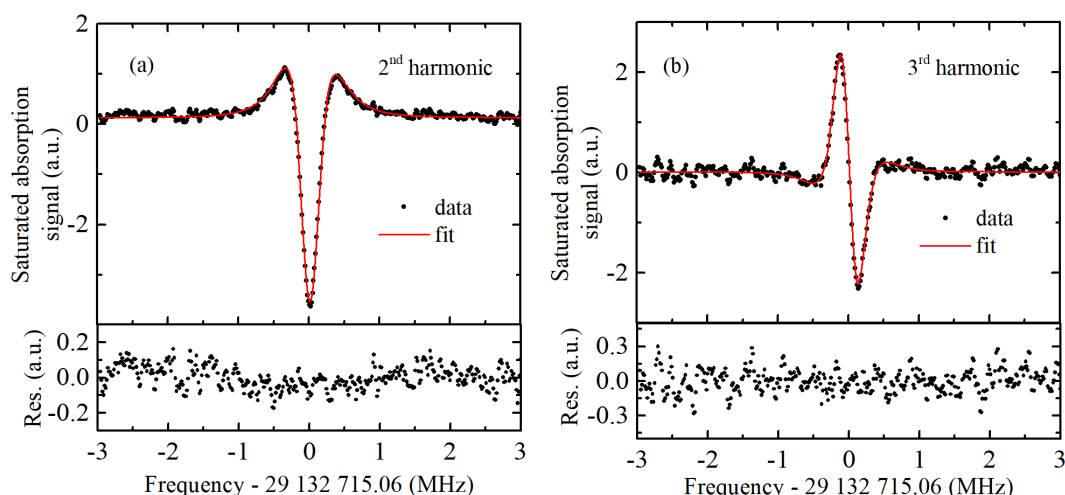 2
(a)
2nd harmonic
0
-2
Saturated absorption
signal (a.u.)
data
fit
0.2
0.0
-0.2
Res. (a.u.)
-3 -2 -1 0 1 2 3
Frequency - 29 132 715.06 (MHz)
2
(b)
3rd harmonic
0
-2
Saturated absorption
signal (a.u.)
data
fit
0.3
0.0
-0.3
Res. (a.u.)
-3 -2 -1 0 1 2 3
Frequency - 29 132 715.06 (MHz)